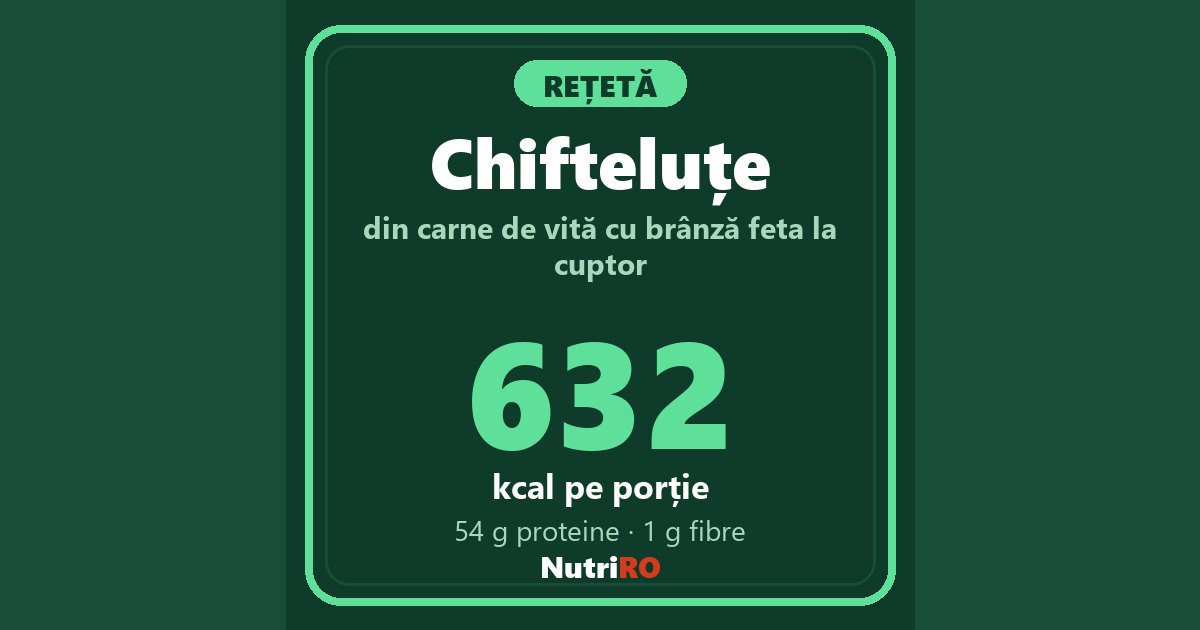 REȚETĂ
Chifteluțe
din carne de vită cu brânză feta la
cuptor
632
kcal pe porție
54 g proteine · 1 g fibre
NutriRO